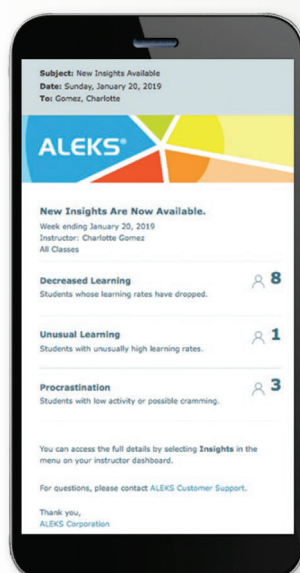 Subject: New Insights Available
Date: Sunday, January 20, 2019
To: Gomez, Charlotte
ALEKS®
New Insights Are Now Available.
Week ending January 20, 2019
Instructor: Charlotte Gomez
All Classes
Decreased Learning 8
Students whose learning rates have dropped.
Unusual Learning 1
Students with unusually high learning rates.
Procrastination 3
Students with low activity or possible cramming.
You can access the full details by selecting Insights in the
menu on your instructor dashboard.
For questions, please contact ALEKS Customer Support.
Thank you,
ALEKS Corporation